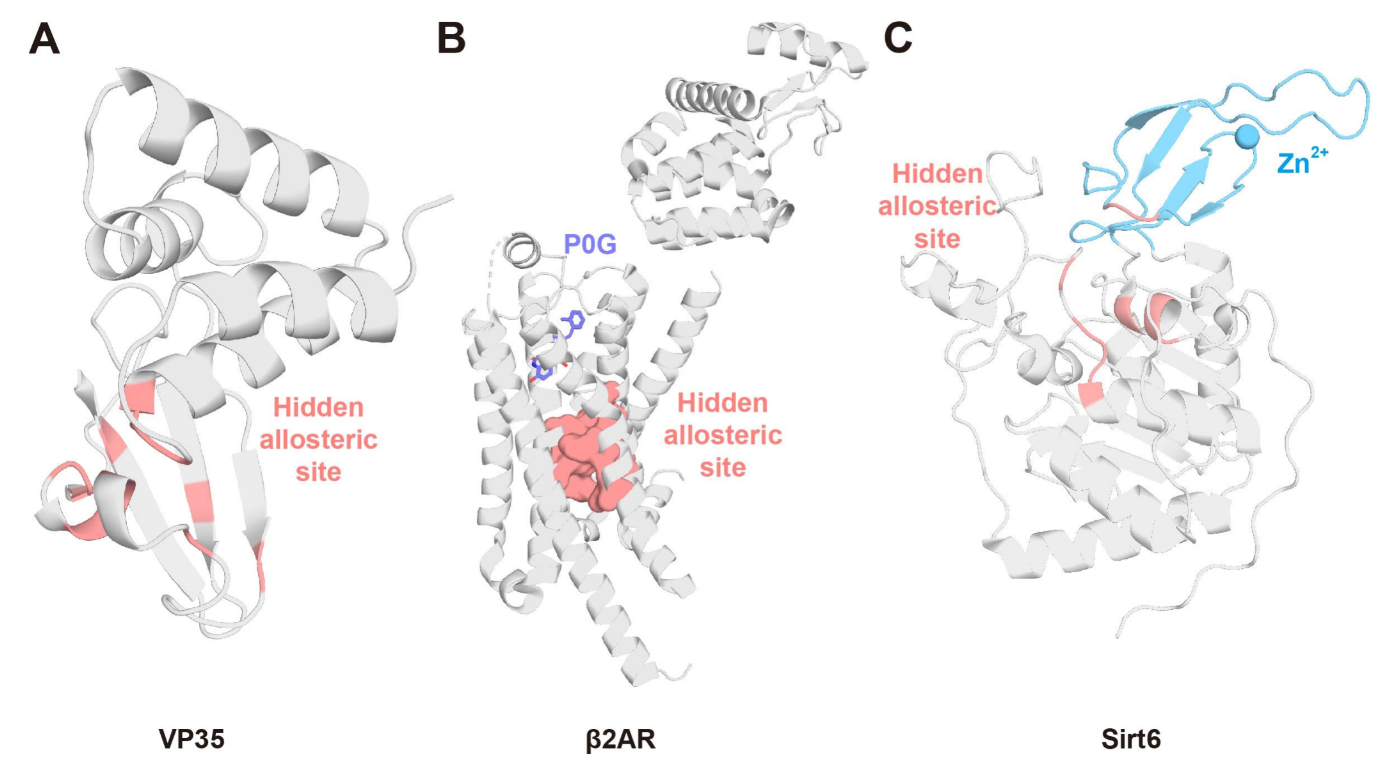 A
B
C
Hidden
allosteric
site
P0G
Hidden
allosteric
site
Hidden
allosteric
site
Zn²⁺
VP35
β2AR
Sirt6